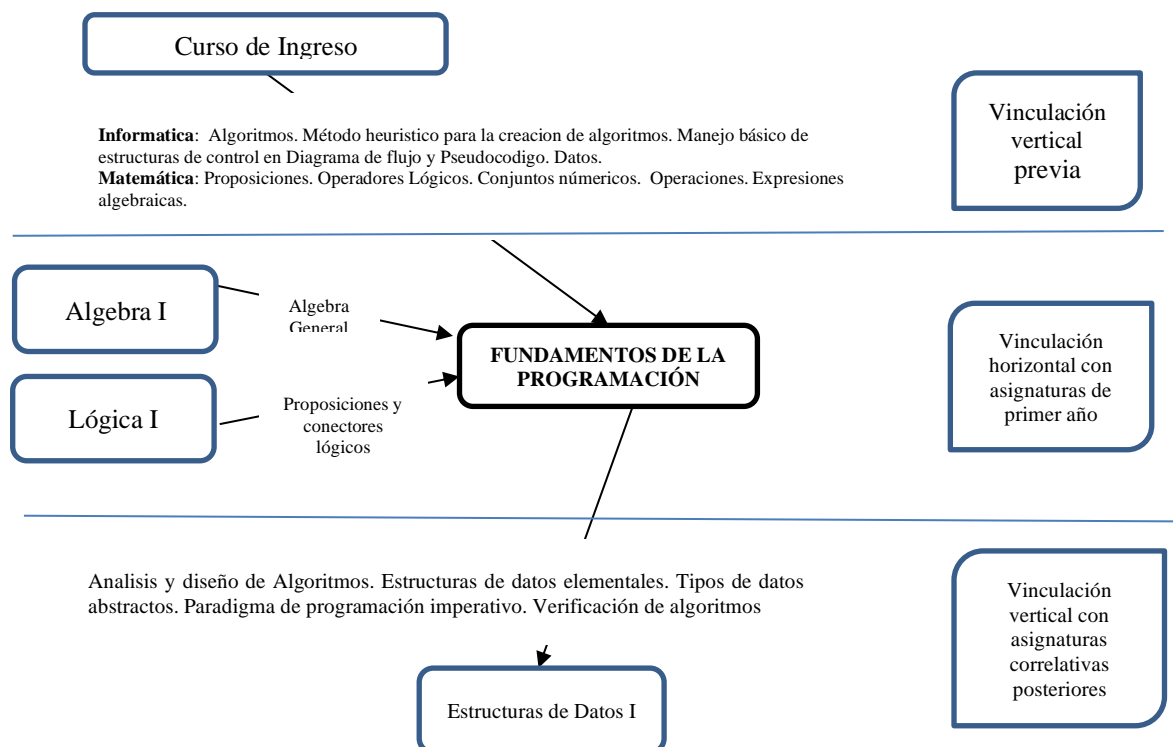 Curso de Ingreso
Informatica: Algoritmos. Método heuristico para la creacion de algoritmos. Manejo básico de
estructuras de control en Diagrama de flujo y Pseudocodigo. Datos.
Matemática: Proposiciones. Operadores Lógicos. Conjuntos númericos. Operaciones. Expresiones
algebraicas.
Vinculación
vertical
previa
Algebra I
Algebra
General
Lógica I
Proposiciones y
conectores
lógicos
FUNDAMENTOS DE LA
PROGRAMACIÓN
Vinculación
horizontal con
asignaturas de
primer año
Analisis y diseño de Algoritmos. Estructuras de datos elementales. Tipos de datos
abstractos. Paradigma de programación imperativo. Verificación de algoritmos
Estructuras de Datos I
Vinculación
vertical con
asignaturas
correlativas
posteriores